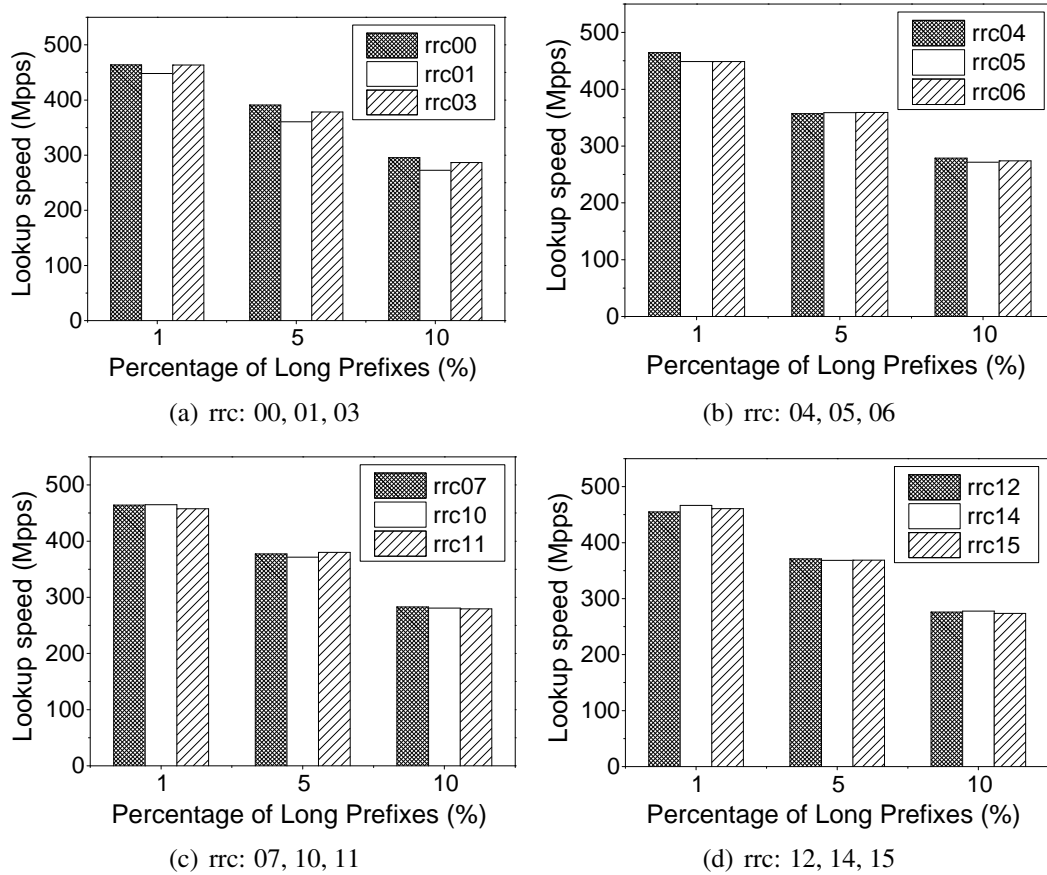 Lookup speed (Mpps)
500
400
300
200
100
0
rrc00
rrc01
rrc03
1
5
10
Percentage of Long Prefixes (%)
(a) rrc: 00, 01, 03
Lookup speed (Mpps)
500
400
300
200
100
0
rrc04
rrc05
rrc06
1
5
10
Percentage of Long Prefixes (%)
(b) rrc: 04, 05, 06
Lookup speed (Mpps)
500
400
300
200
100
0
rrc07
rrc10
rrc11
1
5
10
Percentage of Long Prefixes (%)
(c) rrc: 07, 10, 11
Lookup speed (Mpps)
500
400
300
200
100
0
rrc12
rrc14
rrc15
1
5
10
Percentage of Long Prefixes (%)
(d) rrc: 12, 14, 15